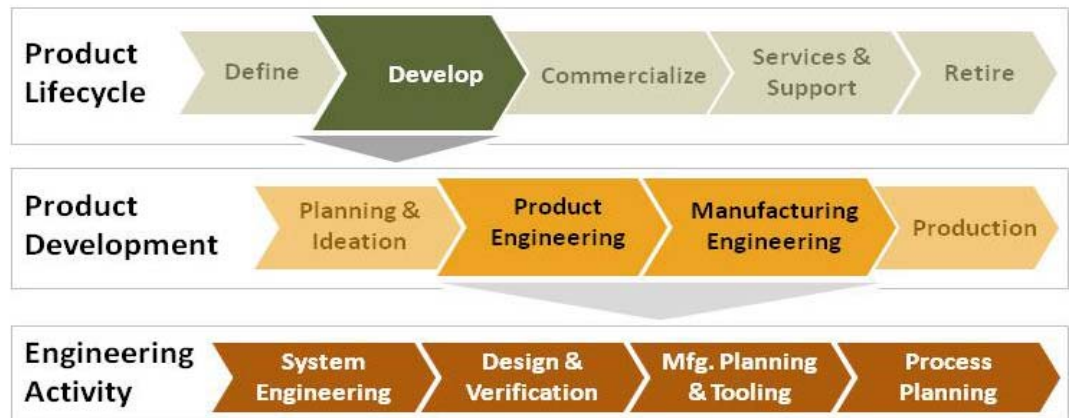 Product
Lifecycle
Define
Develop
Commercialize
Services &
Support
Retire
Product
Development
Planning &
Ideation
Product
Engineering
Manufacturing
Engineering
Production
Engineering
Activity
System
Engineering
Design &
Verification
Mfg. Planning
& Tooling
Process
Planning